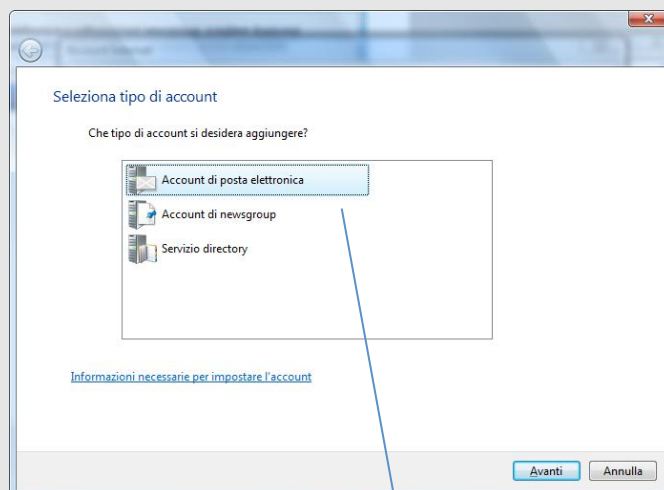 Seleziona tipo di account
Che tipo di account si desidera aggiungere?
Account di posta elettronica
Account di newsgroup
Servizio directory
Informazioni necessarie per impostare l'account
Avanti
Annulla